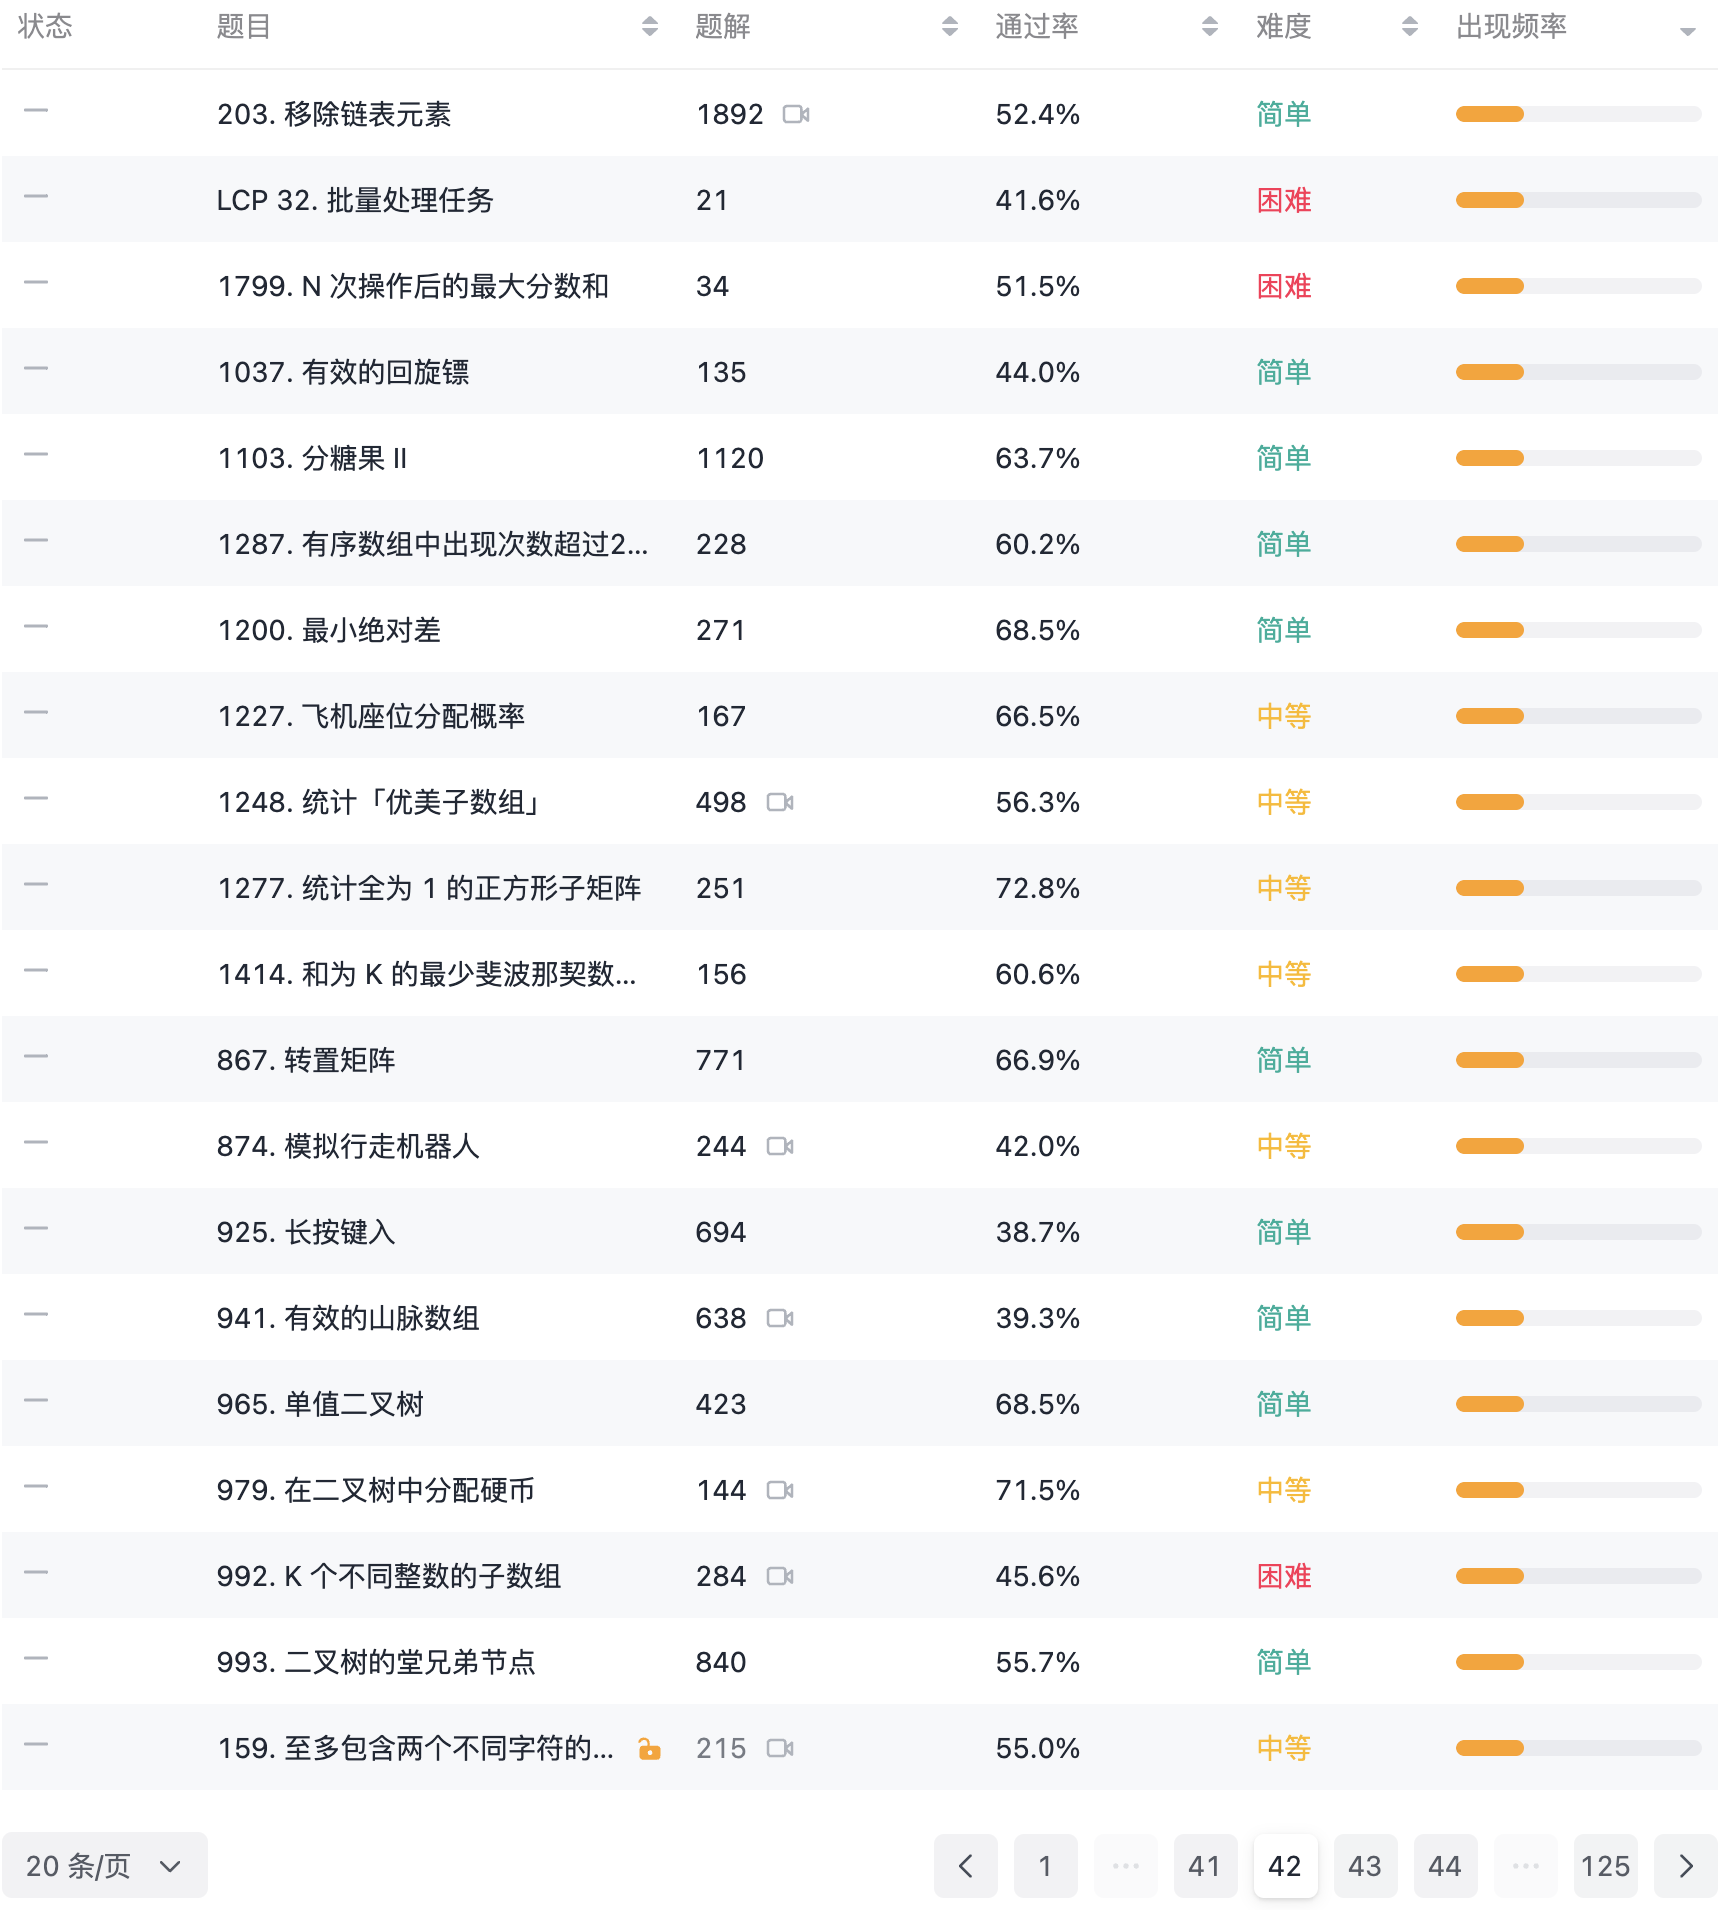 状态 题目 题解 通过率 难度 出现频率
203. 移除链表元素 1892 52.4% 简单
LCP 32. 批量处理任务 21 41.6% 困难
1799. N 次操作后的最大分数和 34 51.5% 困难
1037. 有效的回旋镖 135 44.0% 简单
1103. 分糖果 II 1120 63.7% 简单
1287. 有序数组中出现次数超过2... 228 60.2% 简单
1200. 最小绝对差 271 68.5% 简单
1227. 飞机座位分配概率 167 66.5% 中等
1248. 统计「优美子数组」 498 56.3% 中等
1277. 统计全为 1 的正方形子矩阵 251 72.8% 中等
1414. 和为 K 的最少斐波那契数... 156 60.6% 中等
867. 转置矩阵 771 66.9% 简单
874. 模拟行走机器人 244 42.0% 中等
925. 长按键入 694 38.7% 简单
941. 有效的山脉数组 638 39.3% 简单
965. 单值二叉树 423 68.5% 简单
979. 在二叉树中分配硬币 144 71.5% 中等
992. K 个不同整数的子数组 284 45.6% 困难
993. 二叉树的堂兄弟节点 840 55.7% 简单
159. 至多包含两个不同字符的... 215 55.0% 中等
20 条/页 1 ... 41 42 43 44 ... 125